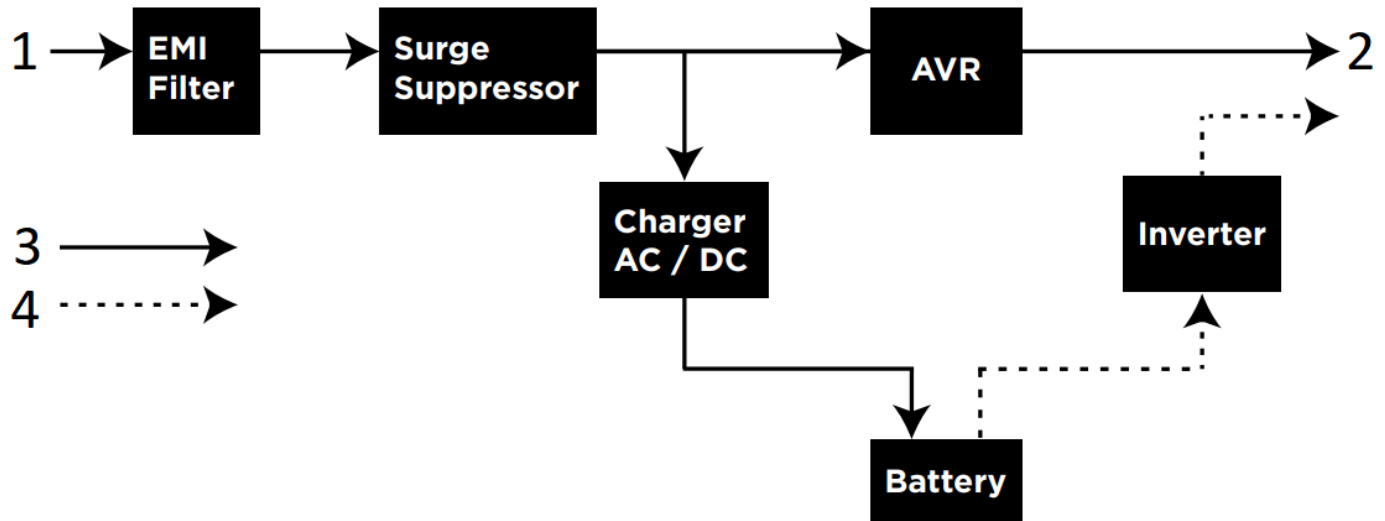 1
EMI
Filter
Surge
Suppressor
AVR
2
Charger
AC / DC
Inverter
3
4
Battery